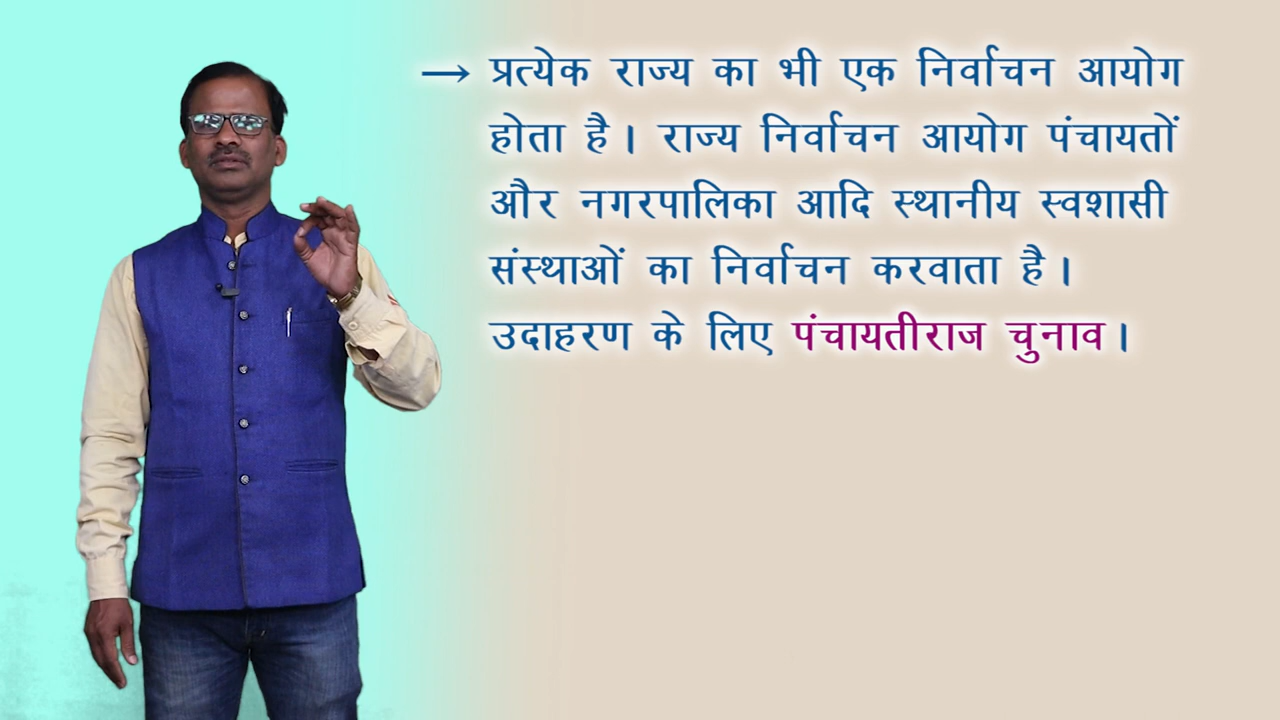 → प्रत्येक राज्य का भी एक निर्वाचन आयोग
होता है। राज्य निर्वाचन आयोग पंचायतों
और नगरपालिका आदि स्थानीय स्वशासी
संस्थाओं का निर्वाचन करवाता है।
उदाहरण के लिए पंचायतीराज चुनाव।